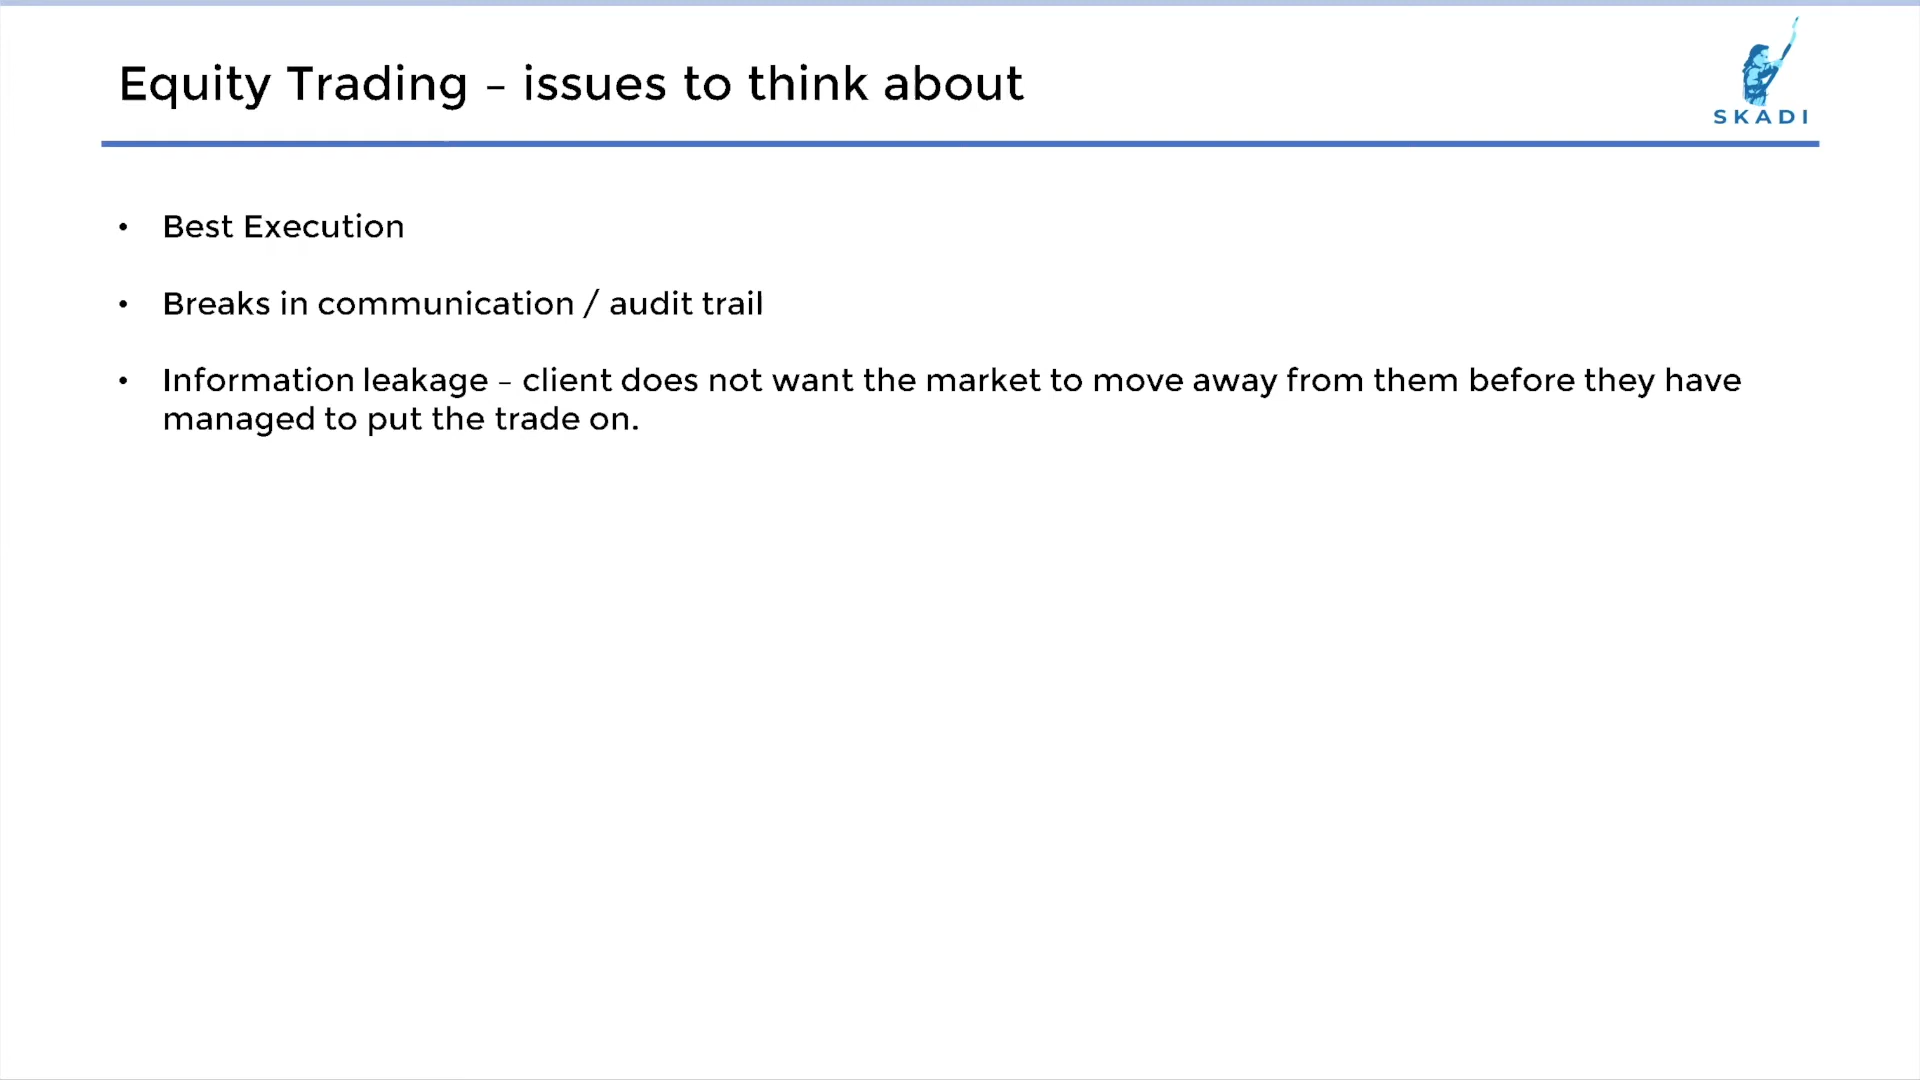 Equity Trading – issues to think about
SKADI
• Best Execution
• Breaks in communication / audit trail
• Information leakage – client does not want the market to move away from them before they have
managed to put the trade on.